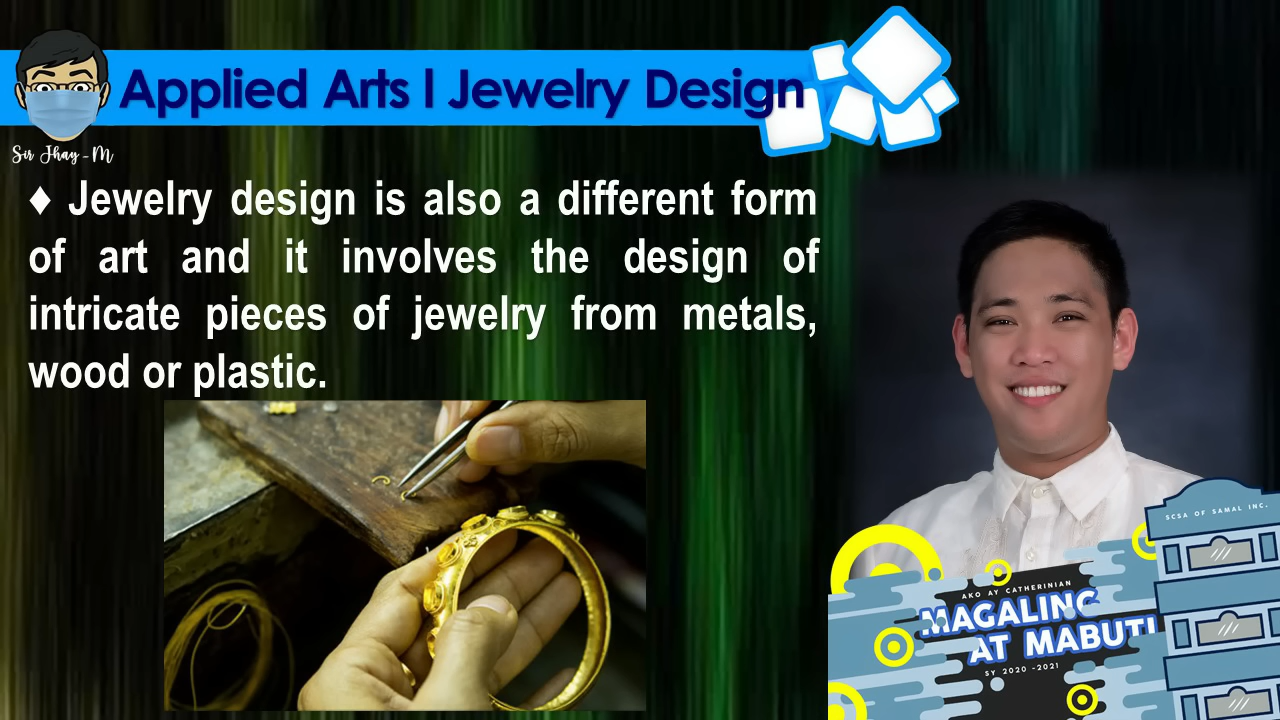 Applied Arts l Jewelry Design
Sir Jhay-M
♦ Jewelry design is also a different form
of art and it involves the design of
intricate pieces of jewelry from metals,
wood or plastic.
SCSA OF SAMAL INC.
AKO AY CATHERINIAN
MAGALING
AT MABUTI
SY 2020 -2021